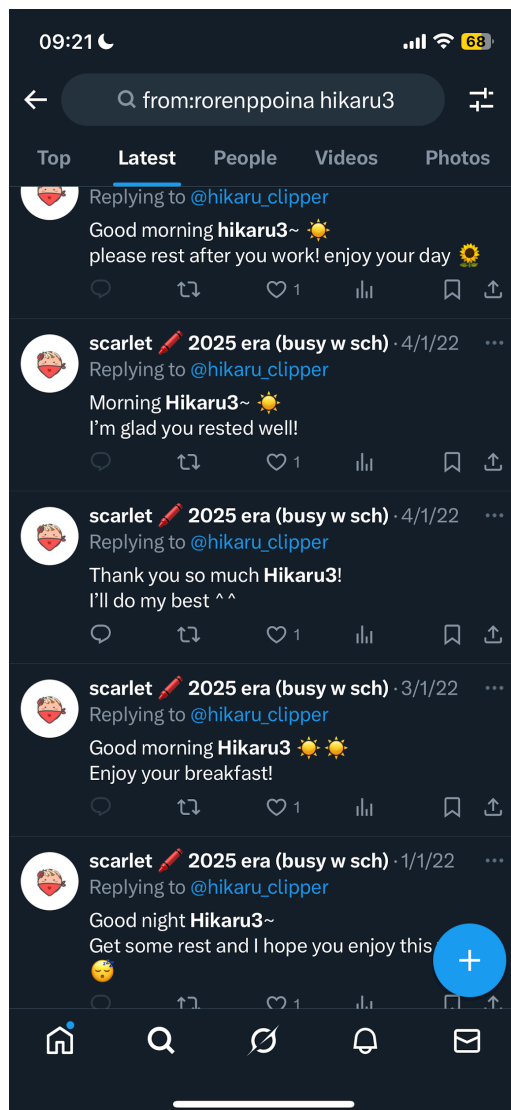 09:21
68
from:rorenppoina hikaru3
Top Latest People Videos Photos
Replying to @hikaru_clipper
Good morning hikaru3~ ☀️
please rest after you work! enjoy your day 🌻
1
scarlet 🖍️ 2025 era (busy w sch) · 4/1/22
Replying to @hikaru_clipper
Morning Hikaru3~ ☀️
I’m glad you rested well!
1
scarlet 🖍️ 2025 era (busy w sch) · 4/1/22
Replying to @hikaru_clipper
Thank you so much Hikaru3!
I’ll do my best ^ ^
1
scarlet 🖍️ 2025 era (busy w sch) · 3/1/22
Replying to @hikaru_clipper
Good morning Hikaru3 ☀️☀️
Enjoy your breakfast!
1
scarlet 🖍️ 2025 era (busy w sch) · 1/1/22
Replying to @hikaru_clipper
Good night Hikaru3~
Get some rest and I hope you enjoy this
😴
1